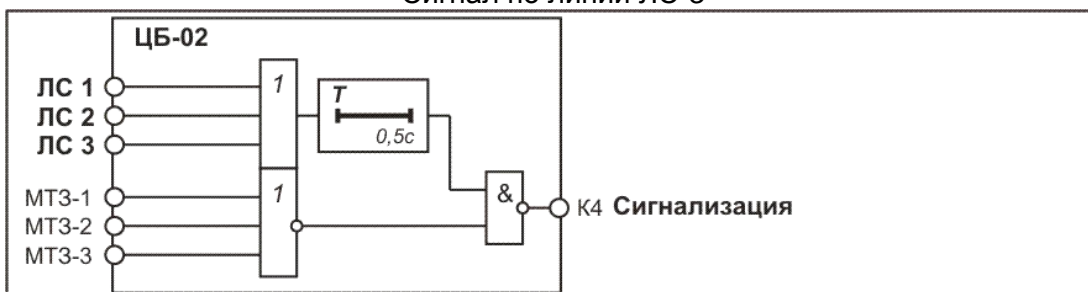 ЦБ-02
ЛС 1
ЛС 2
ЛС 3
1
T
0,5с
МТЗ-1
МТЗ-2
МТЗ-3
1
&
К4 Сигнализация